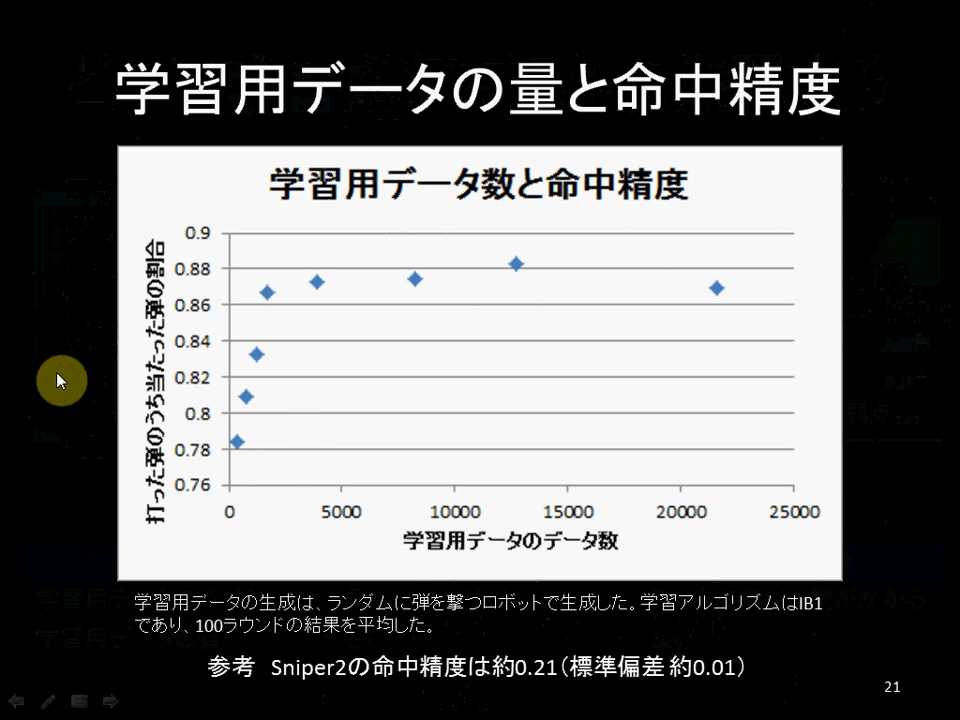 学習用データの量と命中精度
学習用データ数と命中精度
打った弾のうち当たった弾の割合
0.9
0.88
0.86
0.84
0.82
0.8
0.78
0.76
0
5000
10000
15000
20000
25000
学習用データのデータ数
学習用データの生成は、ランダムに弾を撃つロボットで生成した。学習アルゴリズムはIB1
であり、100ラウンドの結果を平均した。
参考　Sniper2の命中精度は約0.21（標準偏差 約0.01）
21